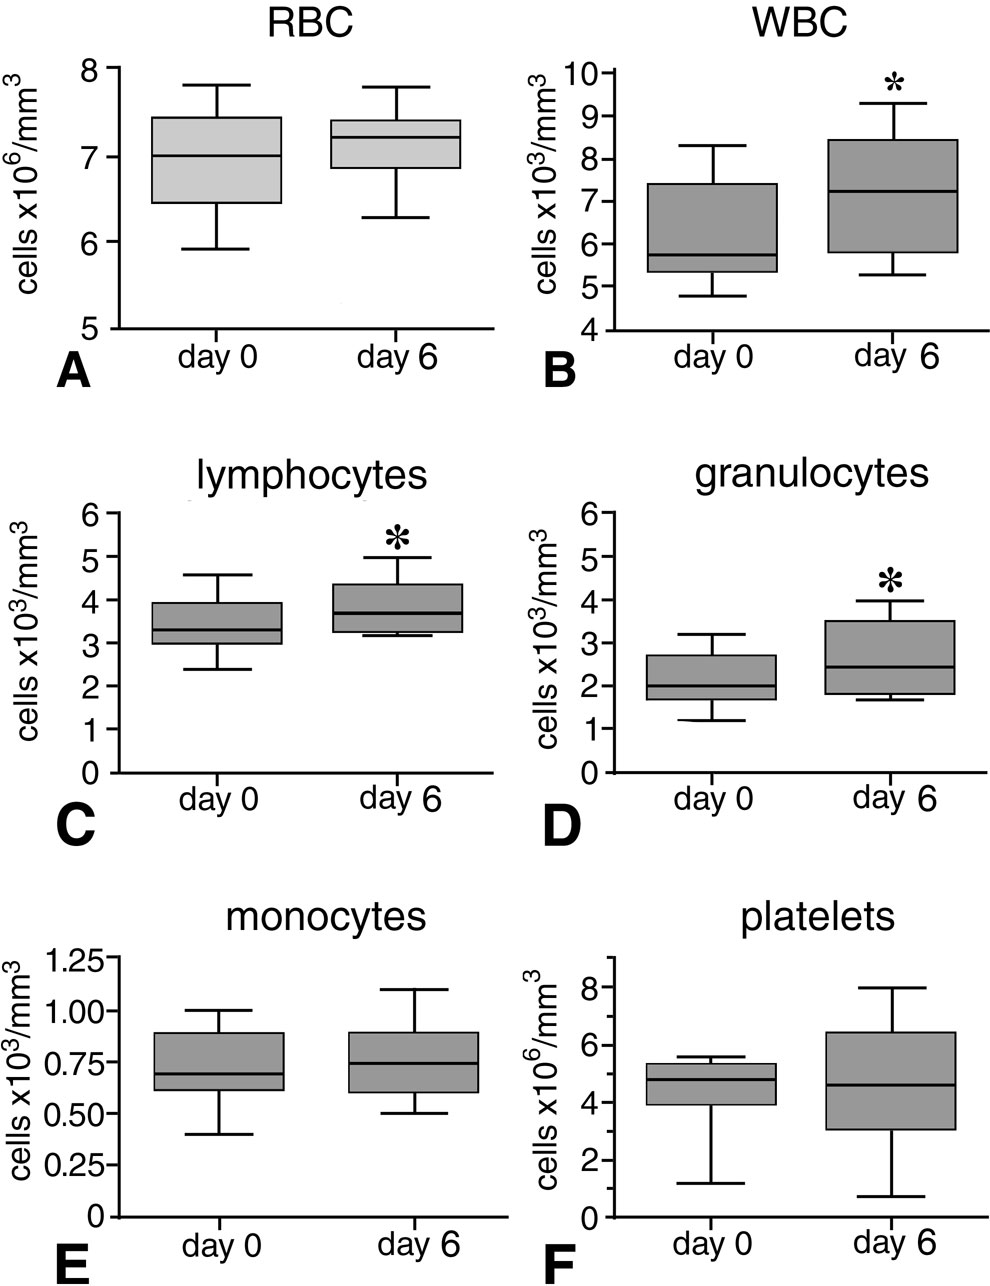 RBC
cells x10⁶/mm³
8
7
6
5
day 0 day 6
A
WBC
cells x10³/mm³
10
9
8
7
6
5
4
*
day 0 day 6
B
lymphocytes
cells x10³/mm³
6
5
4
3
2
1
0
*
day 0 day 6
C
granulocytes
cells x10³/mm³
6
5
4
3
2
1
0
*
day 0 day 6
D
monocytes
cells x10³/mm³
1.25
1.00
0.75
0.50
0.25
0
day 0 day 6
E
platelets
cells x10⁶/mm³
8
6
4
2
0
day 0 day 6
F